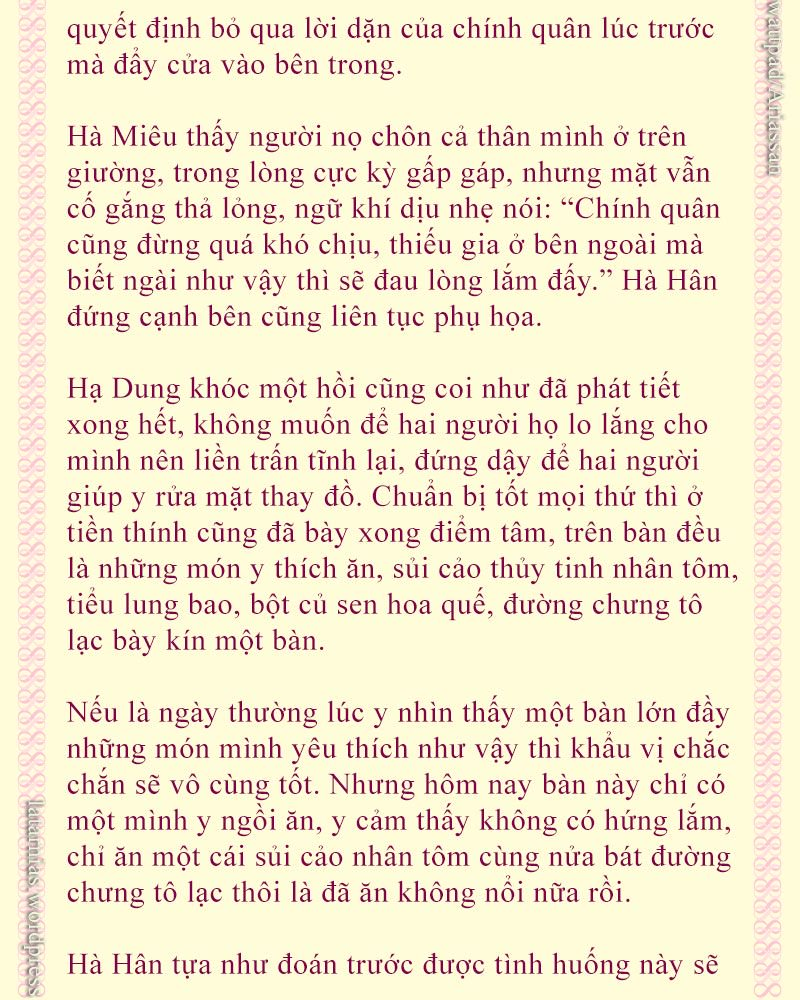 quyết định bỏ qua lời dặn của chính quân lúc trước
mà đẩy cửa vào bên trong.
Hà Miêu thấy người nọ chôn cả thân mình ở trên
giường, trong lòng cực kỳ gấp gáp, nhưng mặt vẫn
cố gắng thả lỏng, ngữ khí dịu nhẹ nói: “Chính quân
cũng đừng quá khó chịu, thiếu gia ở bên ngoài mà
biết ngài như vậy thì sẽ đau lòng lắm đấy.” Hà Hân
đứng cạnh bên cũng liên tục phụ họa.
Hạ Dung khóc một hồi cũng coi như đã phát tiết
xong hết, không muốn để hai người họ lo lắng cho
mình nên liền trấn tĩnh lại, đứng dậy để hai người
giúp y rửa mặt thay đồ. Chuẩn bị tốt mọi thứ thì ở
tiền thính cũng đã bày xong điểm tâm, trên bàn đều
là những món y thích ăn, sủi cảo thủy tinh nhân tôm,
tiểu lung bao, bột củ sen hoa quế, đường chưng tô
lạc bày kín một bàn.
Nếu là ngày thường lúc y nhìn thấy một bàn lớn đầy
những món mình yêu thích như vậy thì khẩu vị chắc
chắn sẽ vô cùng tốt. Nhưng hôm nay bàn này chỉ có
một mình y ngồi ăn, y cảm thấy không có hứng lắm,
chỉ ăn một cái sủi cảo nhân tôm cùng nửa bát đường
chưng tô lạc thôi là đã ăn không nổi nữa rồi.
Hà Hân tựa như đoán trước được tình huống này sẽ
wattpad/Ariassan
latarnias.wordpress